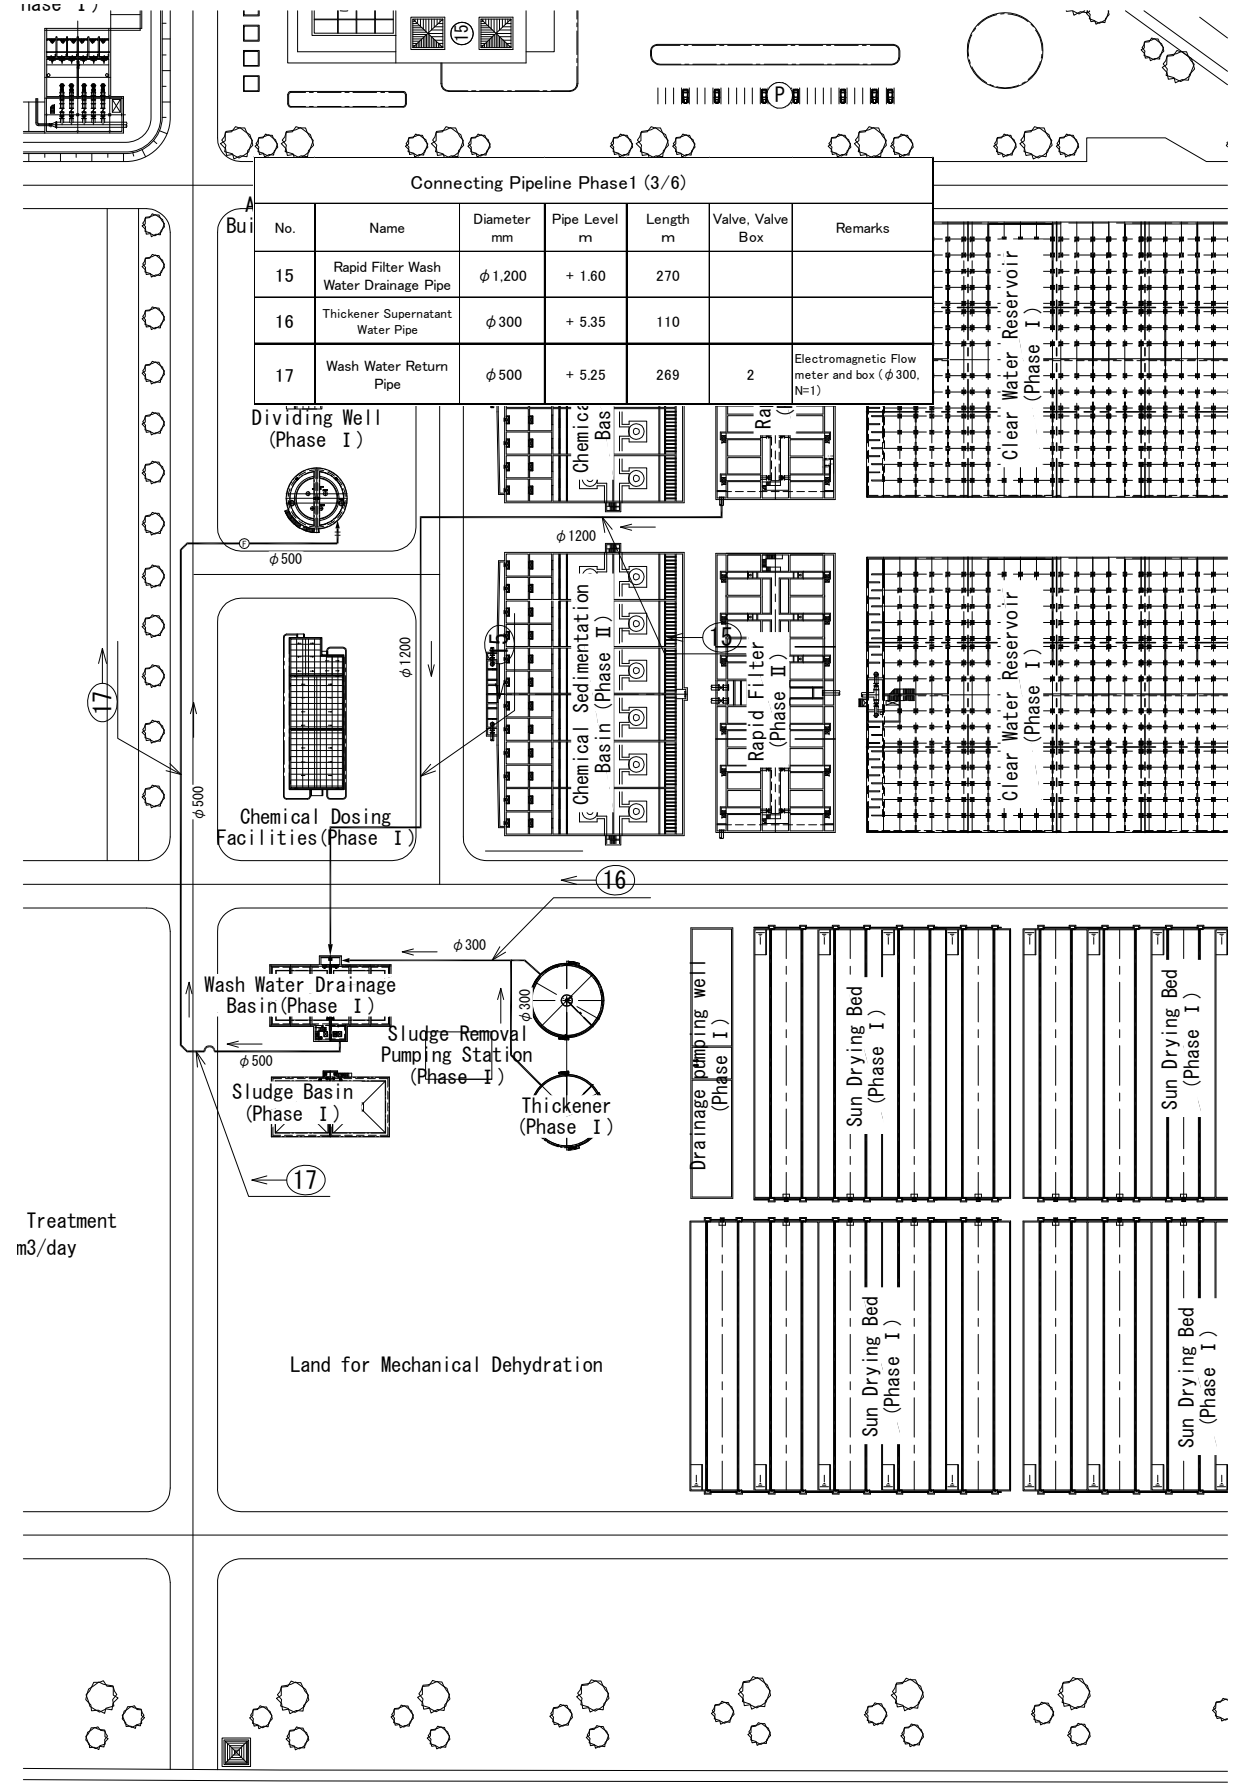 hase Ⅰ)
15
P
A
Bui
Connecting Pipeline Phase1 (3/6)
No.
Name
Diameter
mm
Pipe Level
m
Length
m
Valve, Valve
Box
Remarks
15
Rapid Filter Wash
Water Drainage Pipe
φ1,200
+ 1.60
270
16
Thickener Supernatant
Water Pipe
φ300
+ 5.35
110
17
Wash Water Return
Pipe
φ500
+ 5.25
269
2
Electromagnetic Flow
meter and box (φ300,
N=1)
Dividing Well
(Phase Ⅰ)
Chemica
Bas
Ra
(
Clear Water Reservoir
(Phase Ⅰ)
F
φ500
φ1200
φ1200
15
15
Chemical Sedimentation
Basin (Phase Ⅱ)
Rapid Filter
(Phase Ⅱ)
Clear Water Reservoir
(Phase Ⅰ)
17
φ500
Chemical Dosing
Facilities(Phase Ⅰ)
16
φ300
φ300
Wash Water Drainage
Basin(Phase Ⅰ)
Sludge Removal
Pumping Station
(Phase Ⅰ)
φ500
Sludge Basin
(Phase Ⅰ)
Thickener
(Phase Ⅰ)
17
Drainage pumping well
(Phase Ⅰ)
Sun Drying Bed
(Phase Ⅰ)
Sun Drying Bed
(Phase Ⅰ)
Treatment
m3/day
Land for Mechanical Dehydration
Sun Drying Bed
(Phase Ⅰ)
Sun Drying Bed
(Phase Ⅰ)